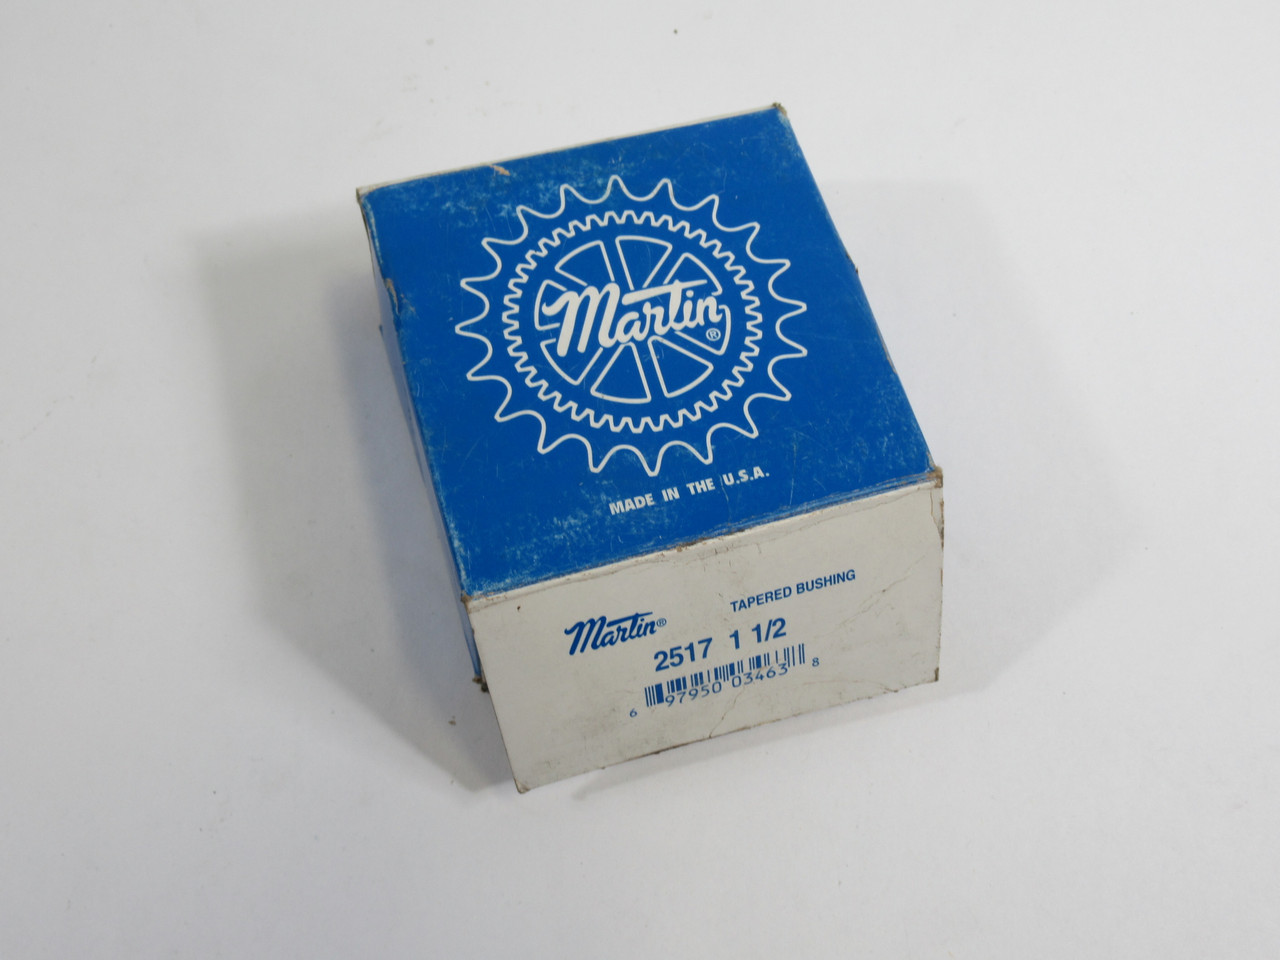 Martin®
MADE IN THE U.S.A.
TAPERED BUSHING
Martin®
2517 1 1/2
6 97950 03463 8